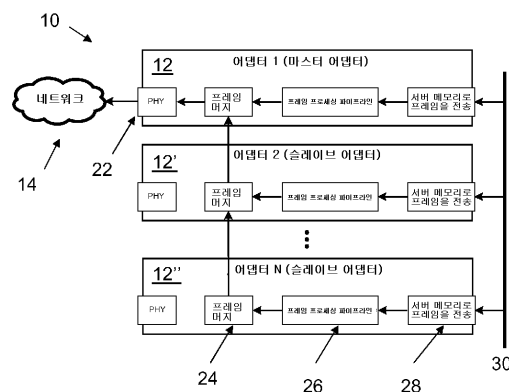 10
어댑터 1 (마스터 어댑터)
12
네트워크
PHY
프레임
머지
프레임 프로세싱 파이프라인
서버 메모리로
프레임을 전송
14
22
어댑터 2 (슬레이브 어댑터)
12'
PHY
프레임
머지
프레임 프로세싱 파이프라인
서버 메모리로
프레임을 전송
어댑터 N (슬레이브 어댑터)
12''
PHY
프레임
머지
프레임 프로세싱 파이프라인
서버 메모리로
프레임을 전송
24
26
28
30